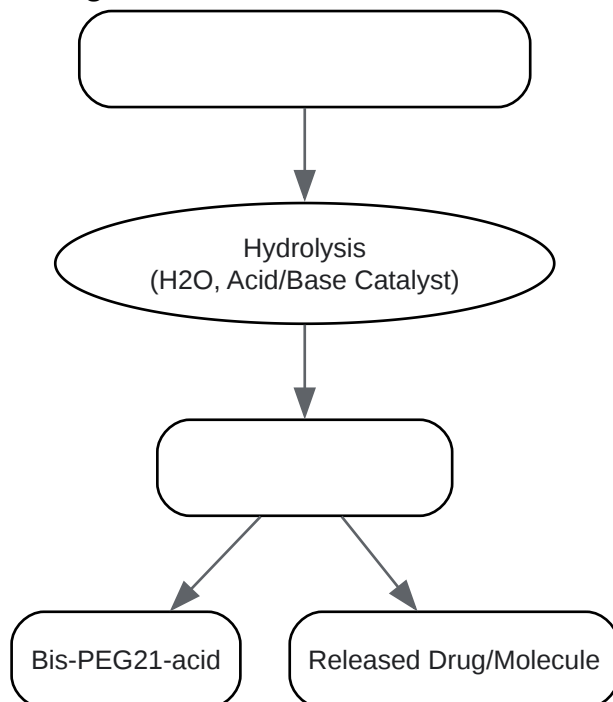 Hydrolysis
(H2O, Acid/Base Catalyst)
Bis-PEG21-acid
Released Drug/Molecule